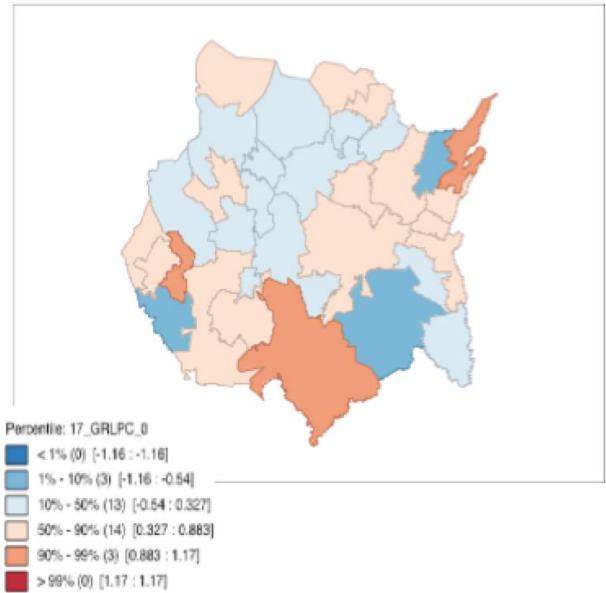 Percentile: 17_GRLPC_0
< 1% (0) [-1.16 : -1.16]
1% - 10% (3) [-1.16 : -0.54]
10% - 50% (13) [-0.54 : 0.327]
50% - 90% (14) [0.327 : 0.883]
90% - 99% (3) [0.883 : 1.17]
> 99% (0) [1.17 : 1.17]